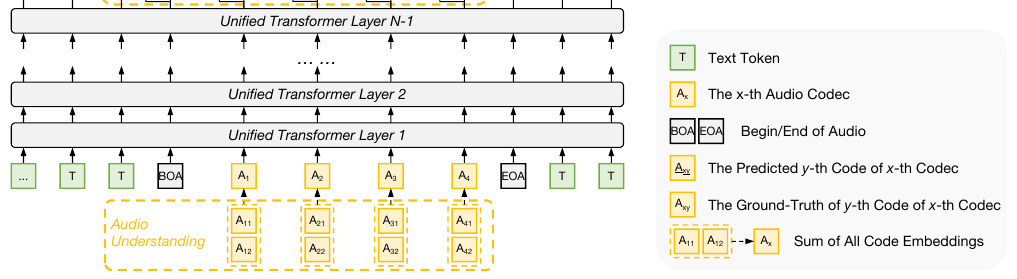 Unified Transformer Layer N-1
... ...
Unified Transformer Layer 2
Unified Transformer Layer 1
... T T BOA A1 A2 A3 A4 EOA T T
Audio
Understanding
A11 A21 A31 A41
A12 A22 A32 A42
T Text Token
Ax The x-th Audio Codec
BOA EOA Begin/End of Audio
Axy The Predicted y-th Code of x-th Codec
Axy The Ground-Truth of y-th Code of x-th Codec
A11 A12 Ax Sum of All Code Embeddings